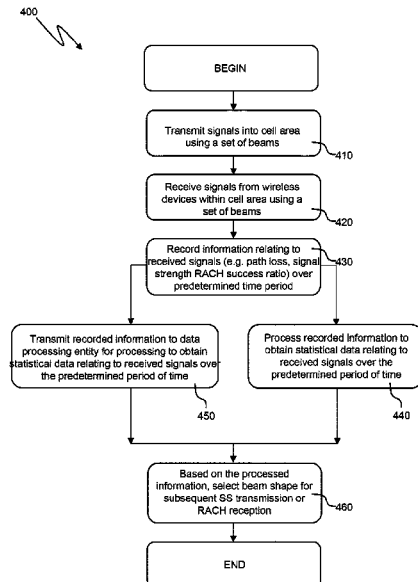 400
BEGIN
Transmit signals into cell area
using a set of beams
410
Receive signals from wireless
devices within cell area using a
set of beams
420
Record information relating to
received signals (e.g. path loss, signal
strength RACH success ratio) over
predetermined time period
430
Transmit recorded information to data
processing entity for processing to obtain
statistical data relating to received signals over
the predetermined period of time
450
Process recorded information to
obtain statistical data relating to
received signals over the
predetermined period of time
440
Based on the processed
information, select beam shape for
subsequent SS transmission or
RACH reception
460
END